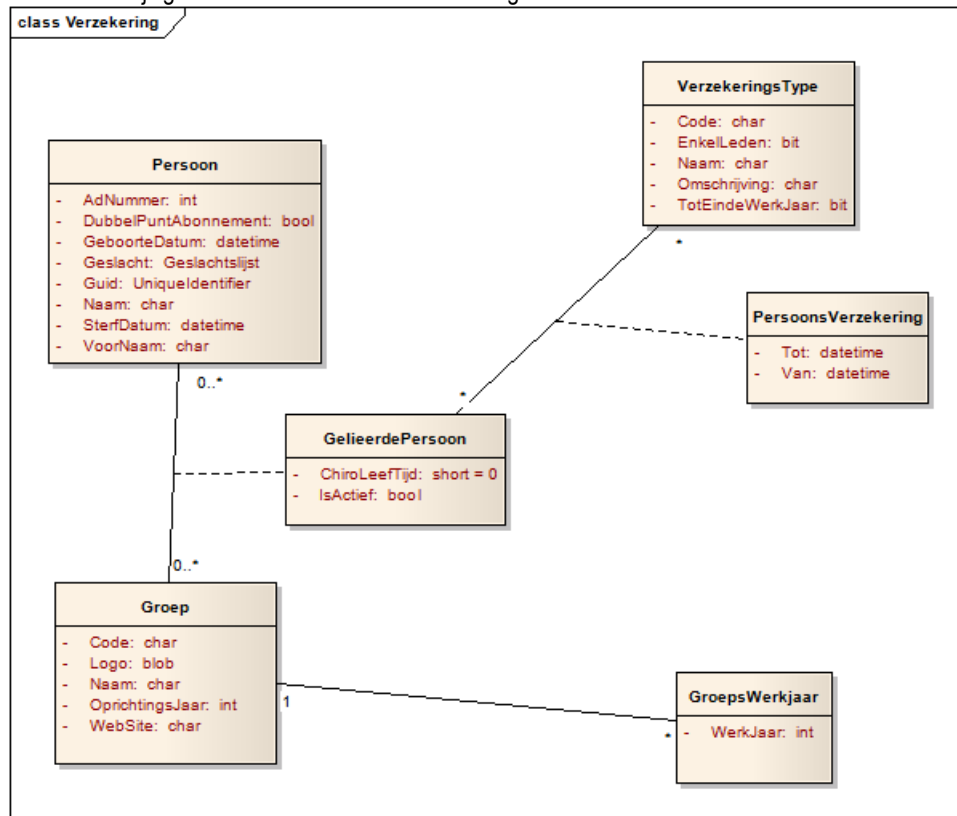 class Verzekering
VerzekeringsType
- Code: char
- EnkelLeden: bit
- Naam: char
- Omschrijving: char
- TotEindeWerkJaar: bit
Persoon
- AdNummer: int
- DubbelPuntAbonnement: bool
- GeboorteDatum: datetime
- Geslacht: Geslachtslijst
- Guid: UniqueIdentifier
- Naam: char
- SterfDatum: datetime
- VoorNaam: char
*
PersoonsVerzekering
- Tot: datetime
- Van: datetime
0..*
*
GelieerdePersoon
- ChiroLeefTijd: short = 0
- IsActief: bool
0..*
Groep
- Code: char
- Logo: blob
- Naam: char
- OprichtingsJaar: int
- WebSite: char
1
*
GroepsWerkjaar
- WerkJaar: int